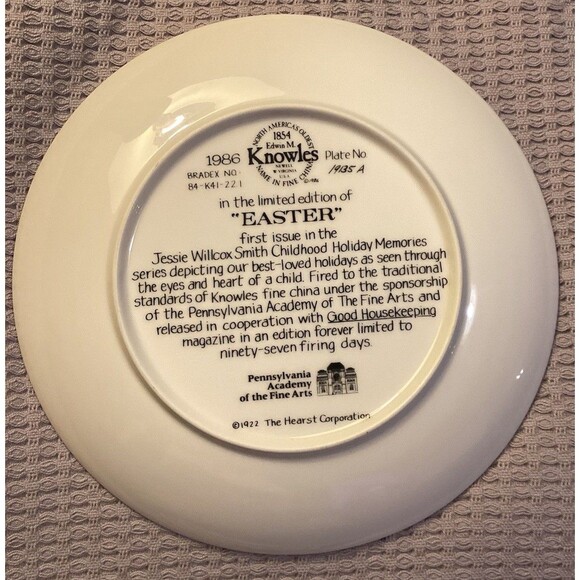 NORTH AMERICA'S OLDEST
1854
Edwin M.
1986 Knowles Plate No.
NEWELL
W VIRGINIA
U.S.A.
NAME IN FINE CHINA
BRADEX NO.
84-K41-22.1
in the limited edition of
"EASTER"
first issue in the
Jessie Willcox Smith Childhood Holiday Memories
series depicting our best-loved holidays as seen through
the eyes and heart of a child. Fired to the traditional
standards of Knowles fine china under the sponsorship
of the Pennsylvania Academy of The Fine Arts and
released in cooperation with Good Housekeeping
magazine in an edition forever limited to
ninety-seven firing days.
Pennsylvania
Academy
of the Fine Arts
©1922 The Hearst Corporation